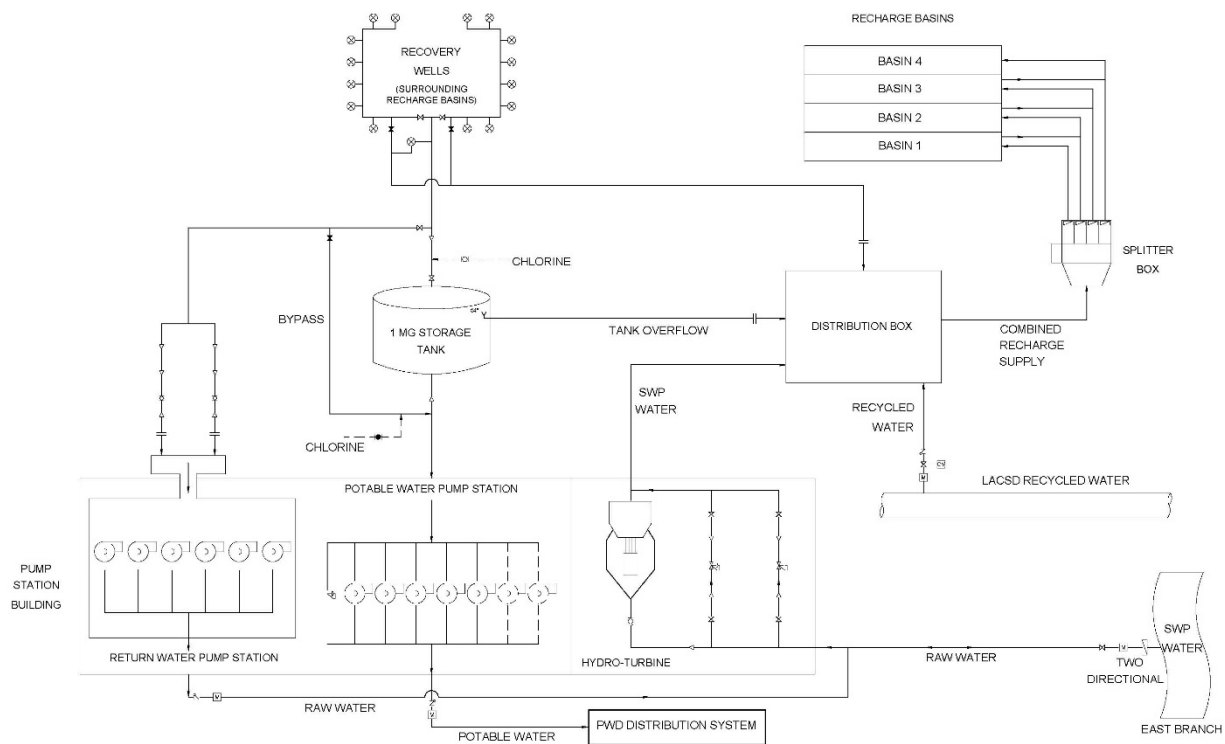 RECHARGE BASINS
RECOVERY
WELLS
(SURROUNDING
RECHARGE BASINS)
BASIN 4
BASIN 3
BASIN 2
BASIN 1
SPLITTER
BOX
CHLORINE
BYPASS
1 MG STORAGE
TANK
TANK OVERFLOW
DISTRIBUTION BOX
COMBINED
RECHARGE
SUPPLY
SWP
WATER
RECYCLED
WATER
CHLORINE
POTABLE WATER PUMP STATION
LACSD RECYCLED WATER
PUMP
STATION
BUILDING
RETURN WATER PUMP STATION
HYDRO-TURBINE
RAW WATER
M
TWO
DIRECTIONAL
SWP
WATER
EAST BRANCH
M
RAW WATER
M
POTABLE WATER
PWD DISTRIBUTION SYSTEM
M